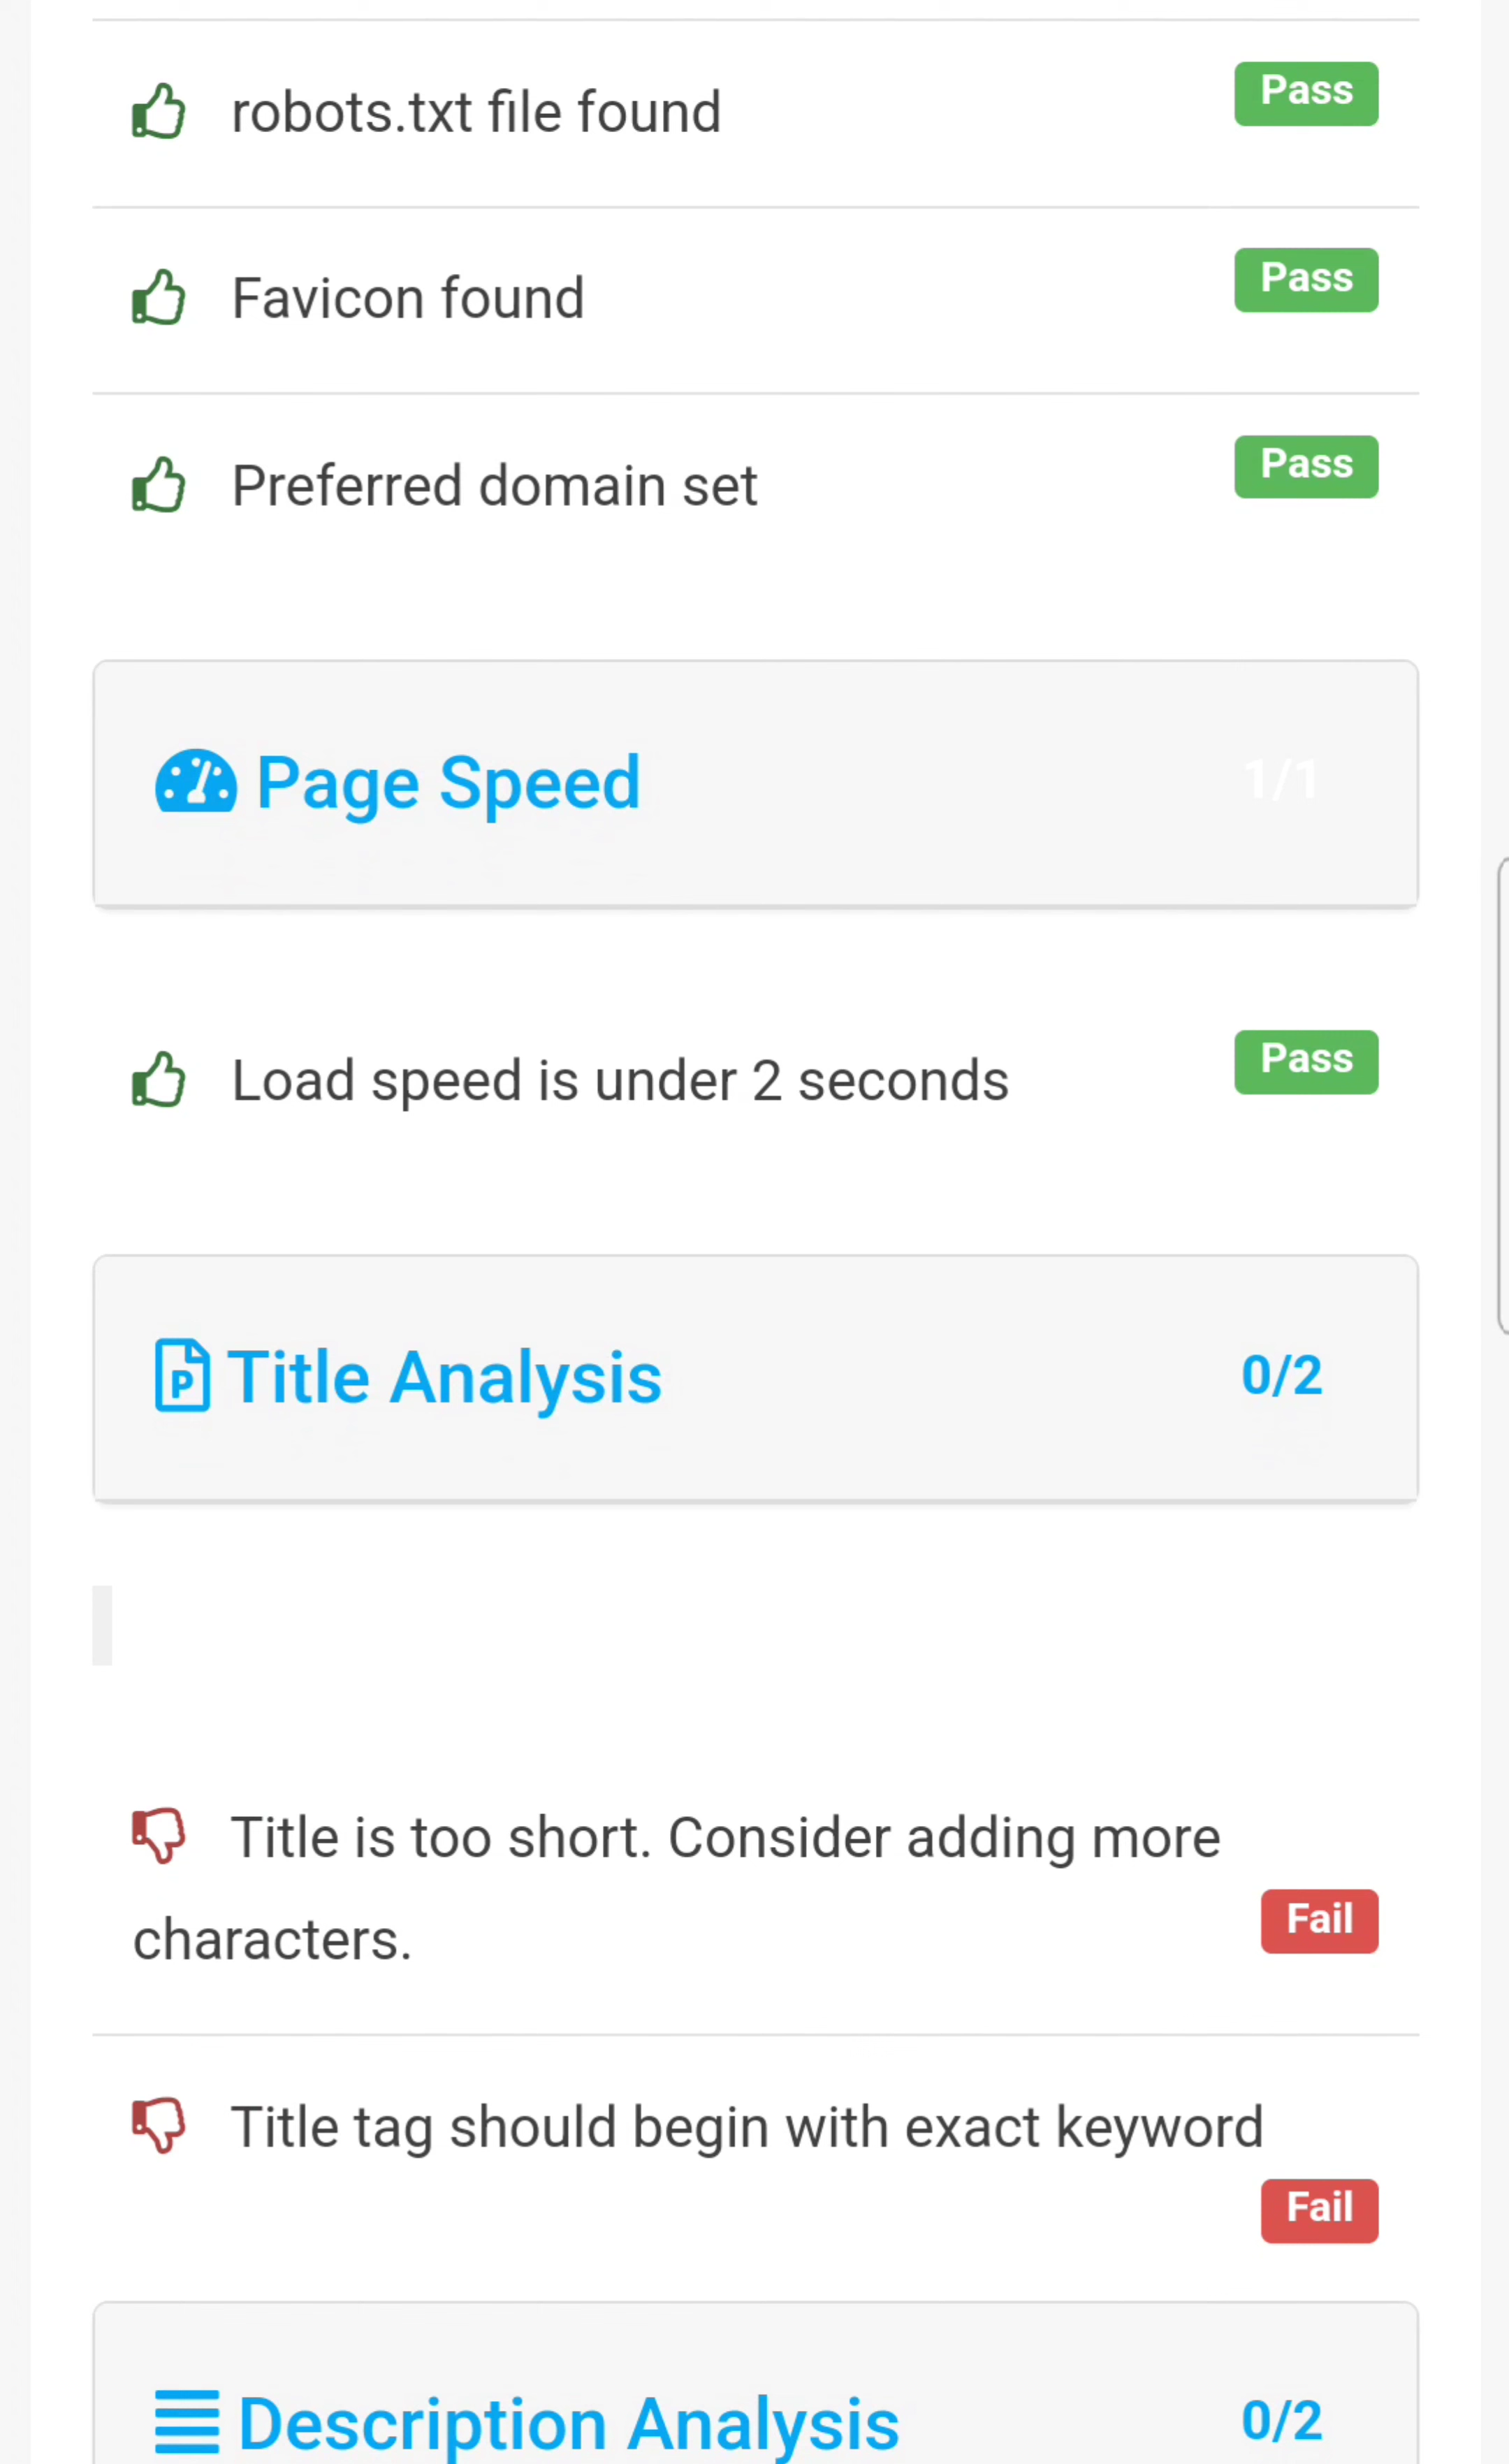 robots.txt file found
Pass
Favicon found
Pass
Preferred domain set
Pass
Page Speed
1/1
Load speed is under 2 seconds
Pass
Title Analysis
0/2
Title is too short. Consider adding more
characters.
Fail
Title tag should begin with exact keyword
Fail
Description Analysis
0/2